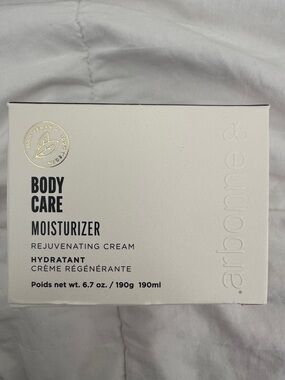 BODY
CARE
MOISTURIZER
REJUVENATING CREAM
HYDRATANT
CRÈME RÉGÉNÉRANTE
Poids net wt. 6.7 oz. / 190g 190ml
arbonne